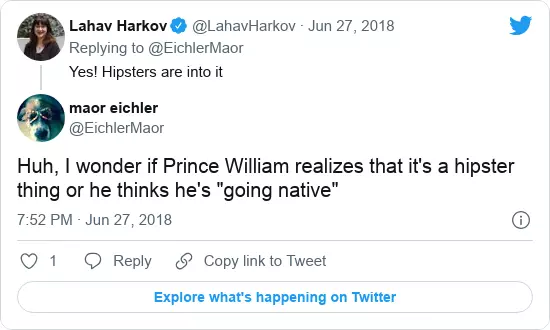 Lahav Harkov @LahavHarkov · Jun 27, 2018
Replying to @EichlerMaor
Yes! Hipsters are into it
maor eichler
@EichlerMaor
Huh, I wonder if Prince William realizes that it's a hipster
thing or he thinks he's "going native"
7:52 PM · Jun 27, 2018
1 Reply Copy link to Tweet
Explore what's happening on Twitter